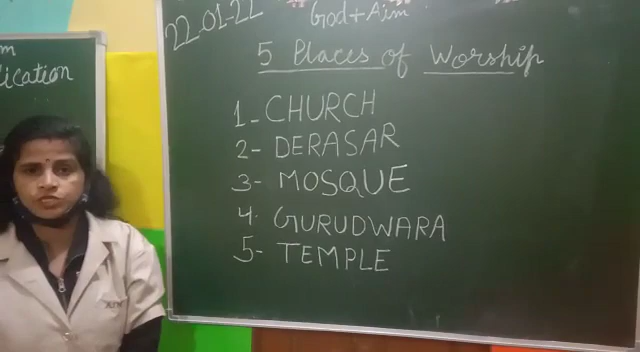 m
ication
22-01-22
God + Aim
5 Places of Worship
1- CHURCH
2- DERASAR
3- MOSQUE
4. GURUDWARA
5- TEMPLE